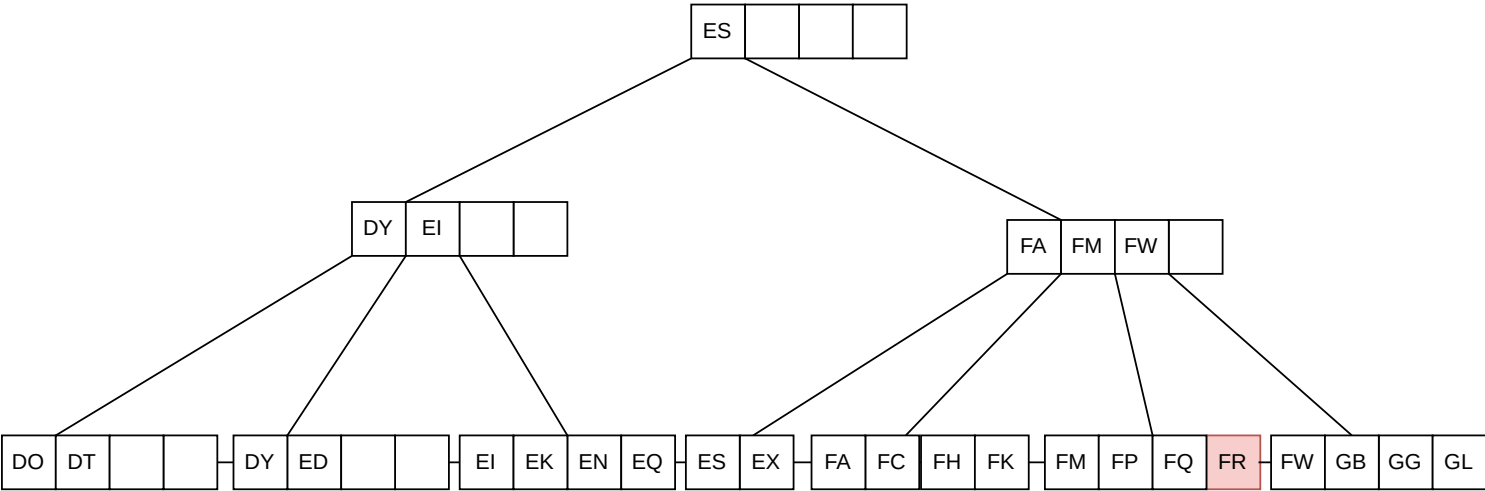 ES
DY EI
FA FM FW
DO DT DY ED EI EK EN EQ ES EX FA FC FH FK FM FP FQ FR FW GB GG GL